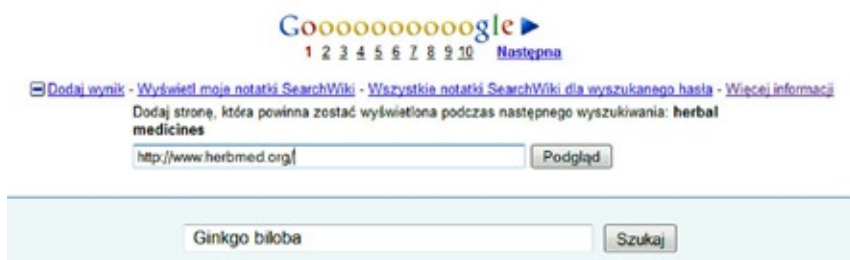 Goooooooooogle
1 2 3 4 5 6 7 8 9 10 Następna
Dodaj wynik - Wyświetl moje notatki SearchWiki - Wszystkie notatki SearchWiki dla wyszukanego hasła - Więcej informacji
Dodaj stronę, która powinna zostać wyświetlona podczas następnego wyszukiwania: herbal
medicines
http://www.herbmed.org/ Podgląd
Ginkgo biloba Szukaj